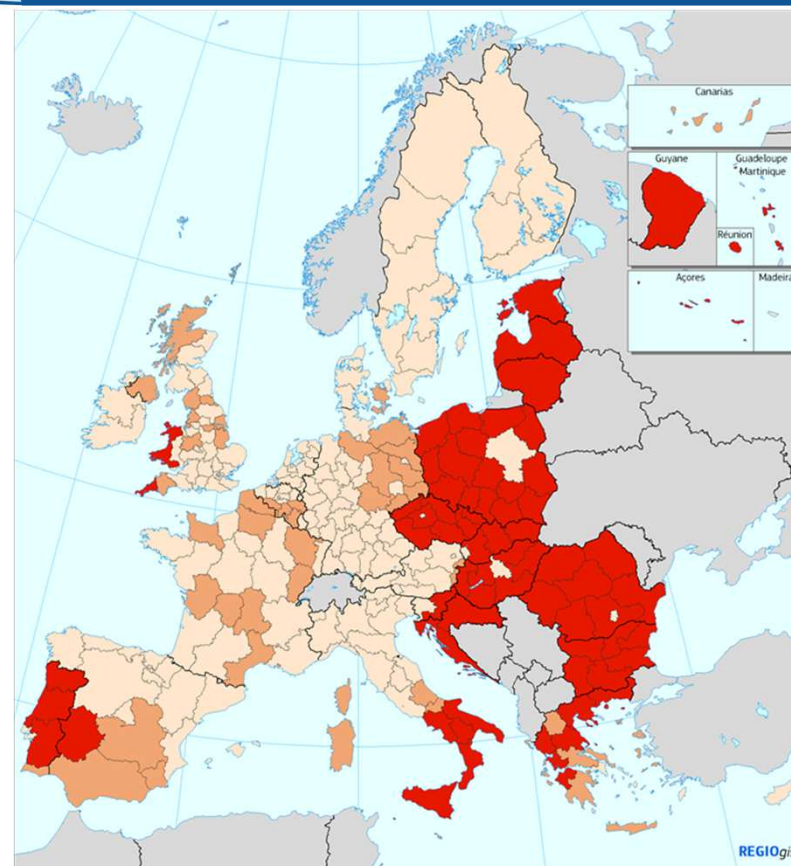 Canarias
Guyane
Guadeloupe
Martinique
Réunion
Açores
Madeira
REGIOgis